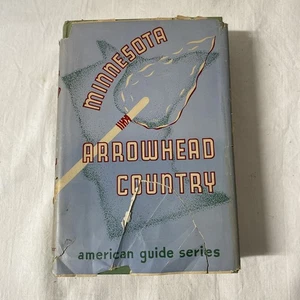 MINNESOTA
ARROWHEAD
COUNTRY
american guide series